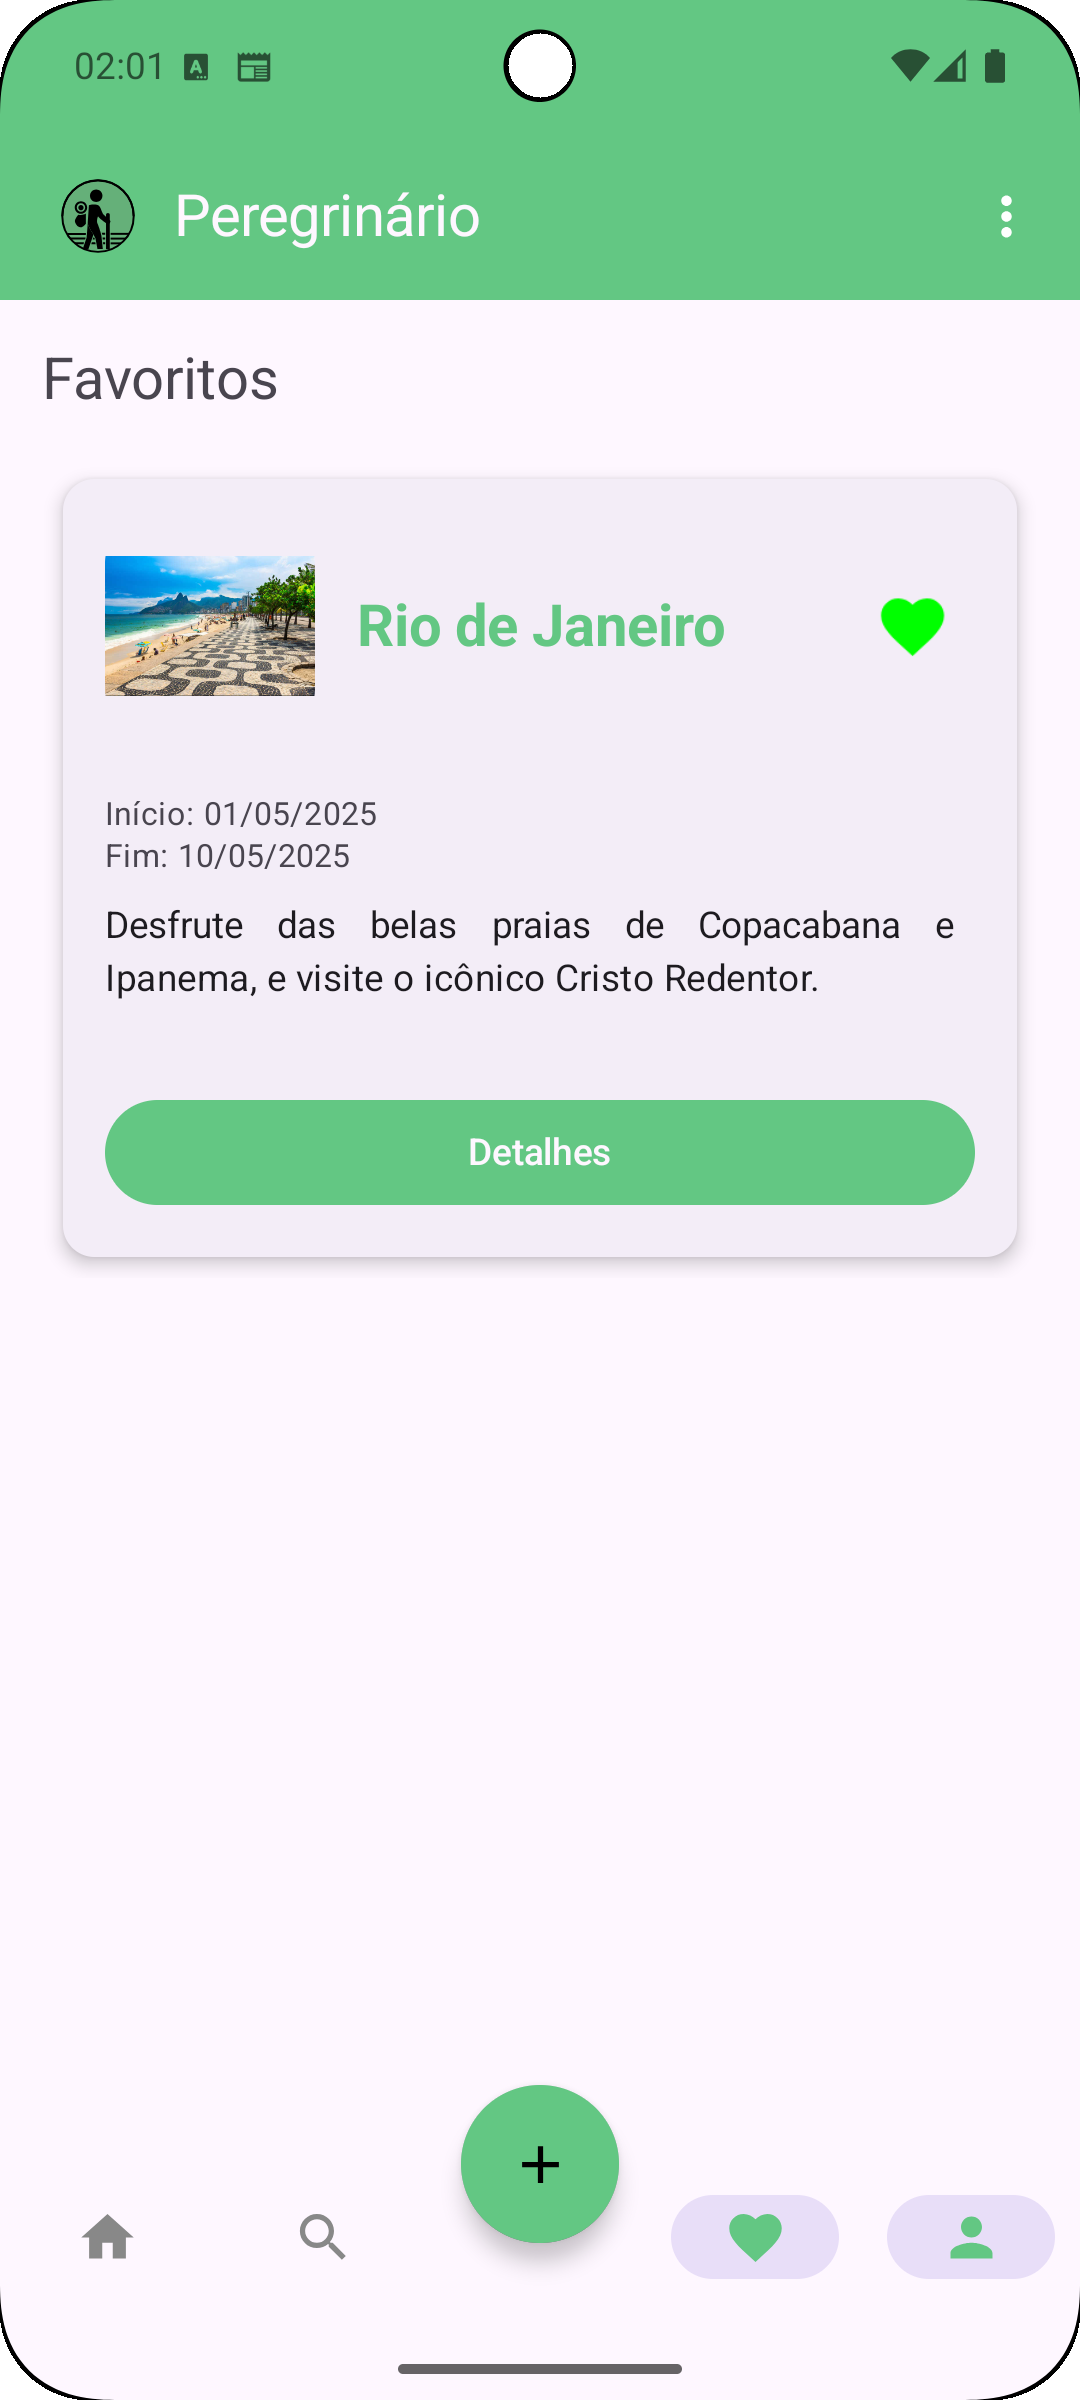 02:01
Peregrinário
Favoritos
Rio de Janeiro
Início: 01/05/2025
Fim: 10/05/2025
Desfrute das belas praias de Copacabana e
Ipanema, e visite o icônico Cristo Redentor.
Detalhes